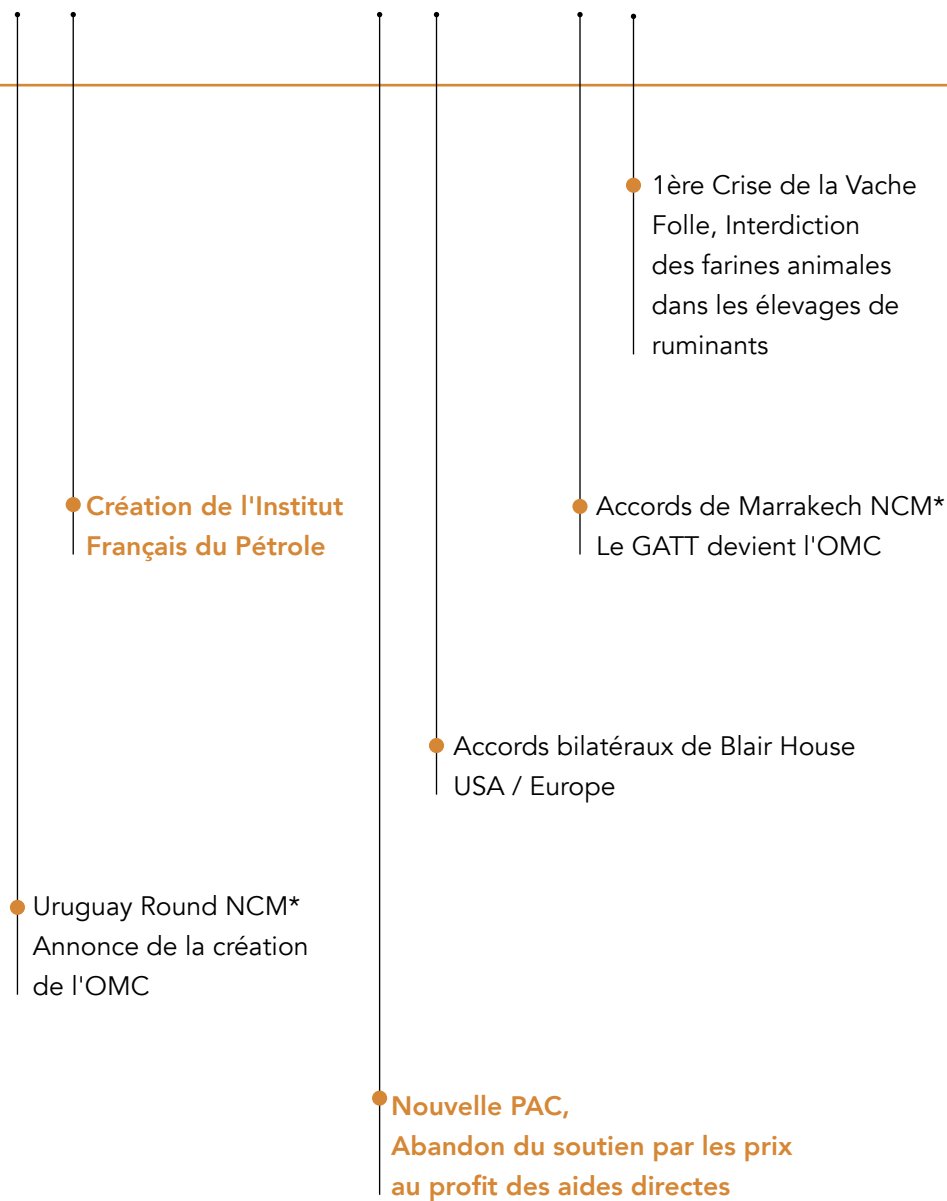 1ère Crise de la Vache
Folle, Interdiction
des farines animales
dans les élevages de
ruminants
Création de l'Institut
Français du Pétrole
Accords de Marrakech NCM*
Le GATT devient l'OMC
Accords bilatéraux de Blair House
USA / Europe
Uruguay Round NCM*
Annonce de la création
de l'OMC
Nouvelle PAC,
Abandon du soutien par les prix
au profit des aides directes